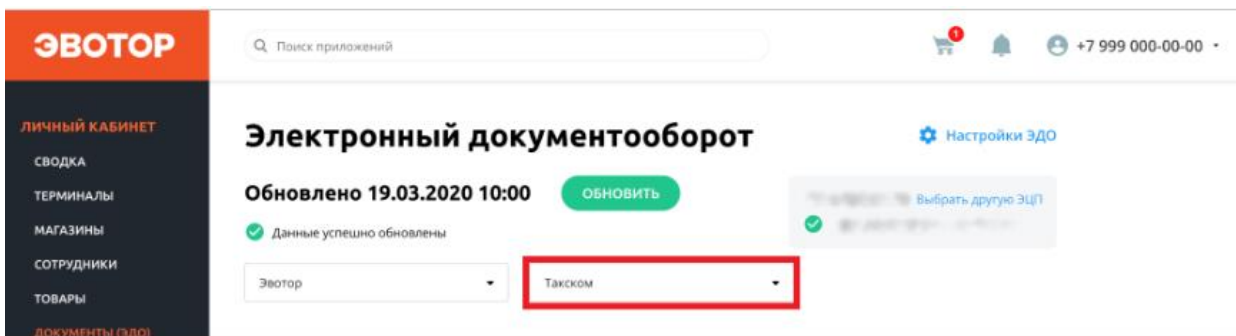 ЭВОТОР
Поиск приложений
1
+7 999 000-00-00
ЛИЧНЫЙ КАБИНЕТ
СВОДКА
ТЕРМИНАЛЫ
МАГАЗИНЫ
СОТРУДНИКИ
ТОВАРЫ
ДОКУМЕНТЫ (ЭДО)
Электронный документооборот
Настройки ЭДО
Обновлено 19.03.2020 10:00
ОБНОВИТЬ
Выбрать другую ЭЦП
Данные успешно обновлены
Эвотор
Такском